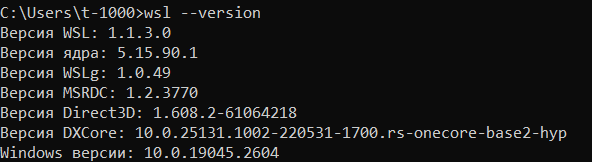 C:\Users\t-1000>wsl --version
Версия WSL: 1.1.3.0
Версия ядра: 5.15.90.1
Версия WSLg: 1.0.49
Версия MSRDC: 1.2.3770
Версия Direct3D: 1.608.2-61064218
Версия DXCore: 10.0.25131.1002-220531-1700.rs-onecore-base2-hyp
Windows версии: 10.0.19045.2604